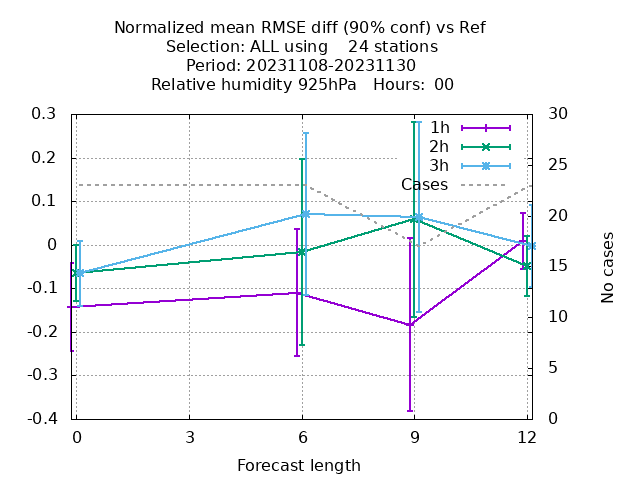 Normalized mean RMSE diff (90% conf) vs Ref
Selection: ALL using    24 stations
Period: 20231108-20231130
Relative humidity 925hPa   Hours:  00
0.3
0.2
0.1
0
-0.1
-0.2
-0.3
-0.4
30
25
20
15
10
5
0
1h
2h
3h
Cases
No cases
0 3 6 9 12
Forecast length